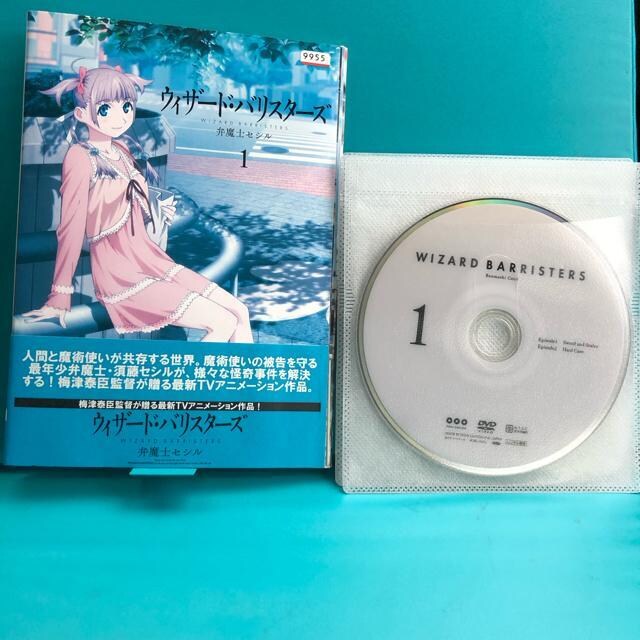 9955
ウィザード・バリスターズ
WIZARD BARRISTERS
弁魔士セシル
1
人間と魔術使いが共存する世界。魔術使いの被告を守る
最年少弁魔士・須藤セシルが、様々な怪奇事件を解決
する！梅津泰臣監督が贈る最新TVアニメーション作品。
梅津泰臣監督が贈る最新TVアニメーション作品！
ウィザード・バリスターズ
WIZARD BARRISTERS
弁魔士セシル
WIZARD BARRISTERS
Benmashi Cecil
1
Episode1 Sword and Scales
Episode2 Hard Case
DVD
VIDEO